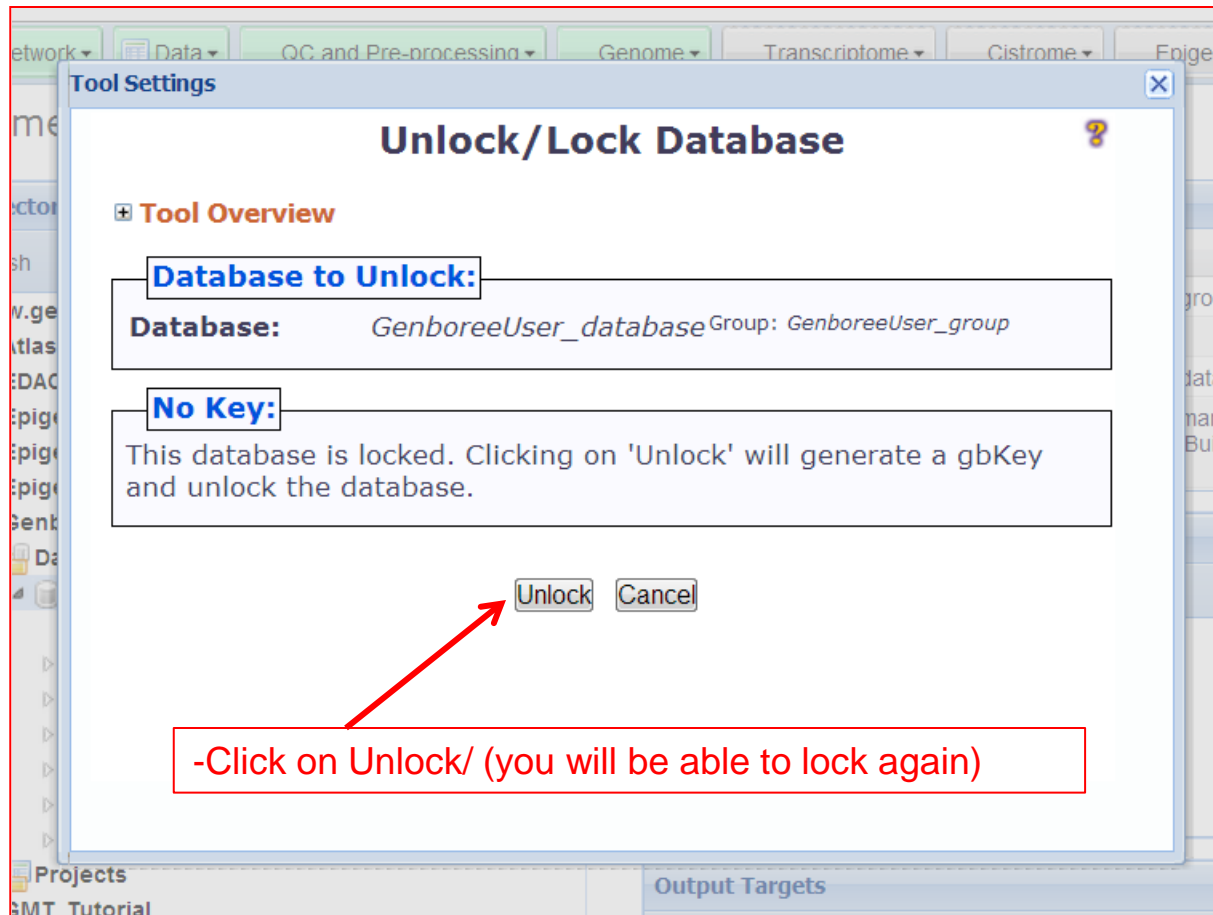 Data
QC and Pre-processing
Genome
Transcriptome
Cistrome
Tool Settings
Unlock/Lock Database
Tool Overview
Database to Unlock:
Database: GenboreeUser_database Group: GenboreeUser_group
No Key:
This database is locked. Clicking on 'Unlock' will generate a gbKey
and unlock the database.
Unlock Cancel
-Click on Unlock/ (you will be able to lock again)
Projects
Output Targets
GMT_Tutorial